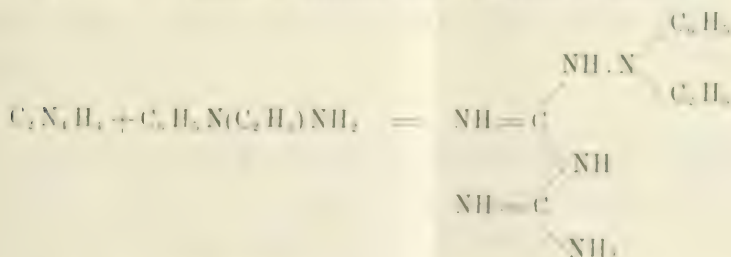 C₆H₅
NH.N
C₂H₅
C₂N₄H₄ + C₆H₅N(C₂H₅)NH₂ = NH=C
NH
NH=C
NH₂